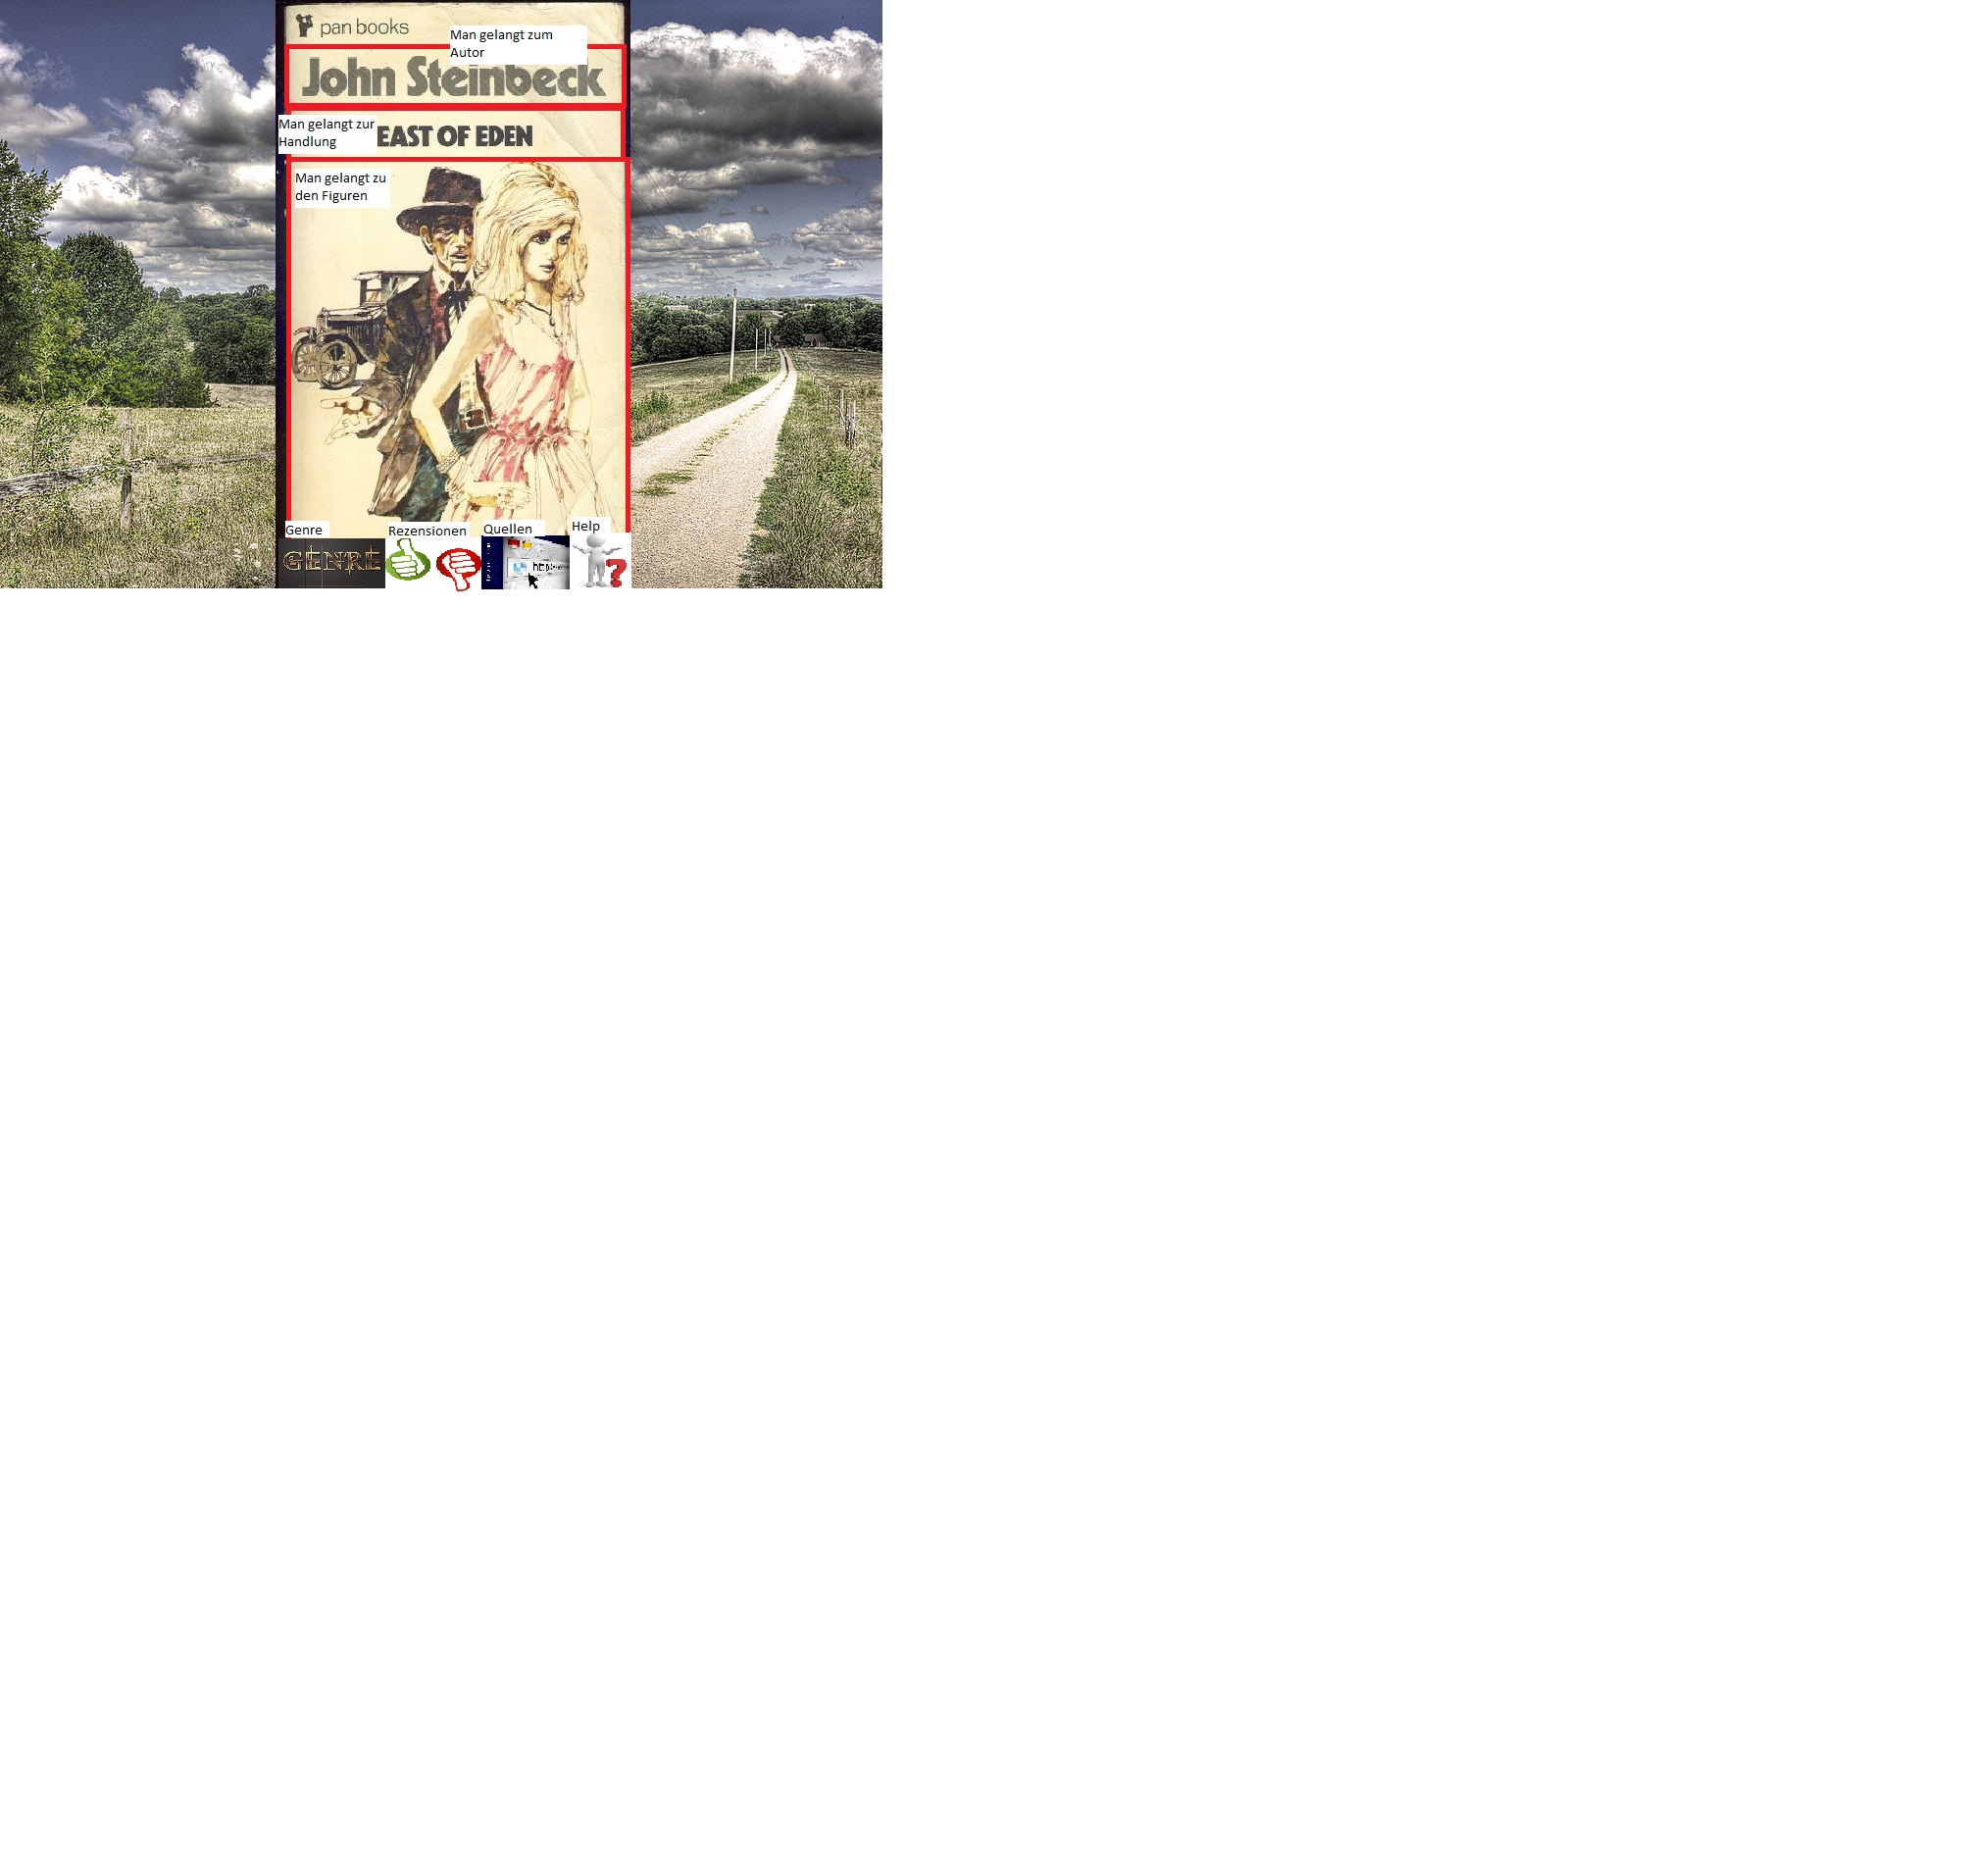 pan books
Man gelangt zum
Autor
John Steinbeck
Man gelangt zur
Handlung
EAST OF EDEN
Man gelangt zu
den Figuren
Genre
Rezensionen
Quellen
Help
GENRE
http:
?